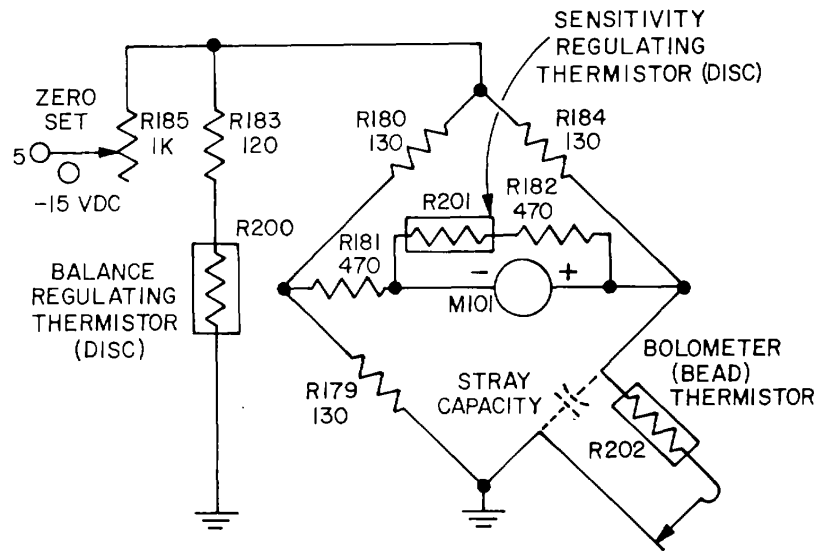 SENSITIVITY
REGULATING
THERMISTOR (DISC)
ZERO
SET
R185
1K
R183
120
R180
130
R184
130
5
-15 VDC
R201
R182
470
R200
R181
470
- +
M101
BALANCE
REGULATING
THERMISTOR
(DISC)
R179
130
STRAY
CAPACITY
BOLOMETER
(BEAD)
THERMISTOR
R202